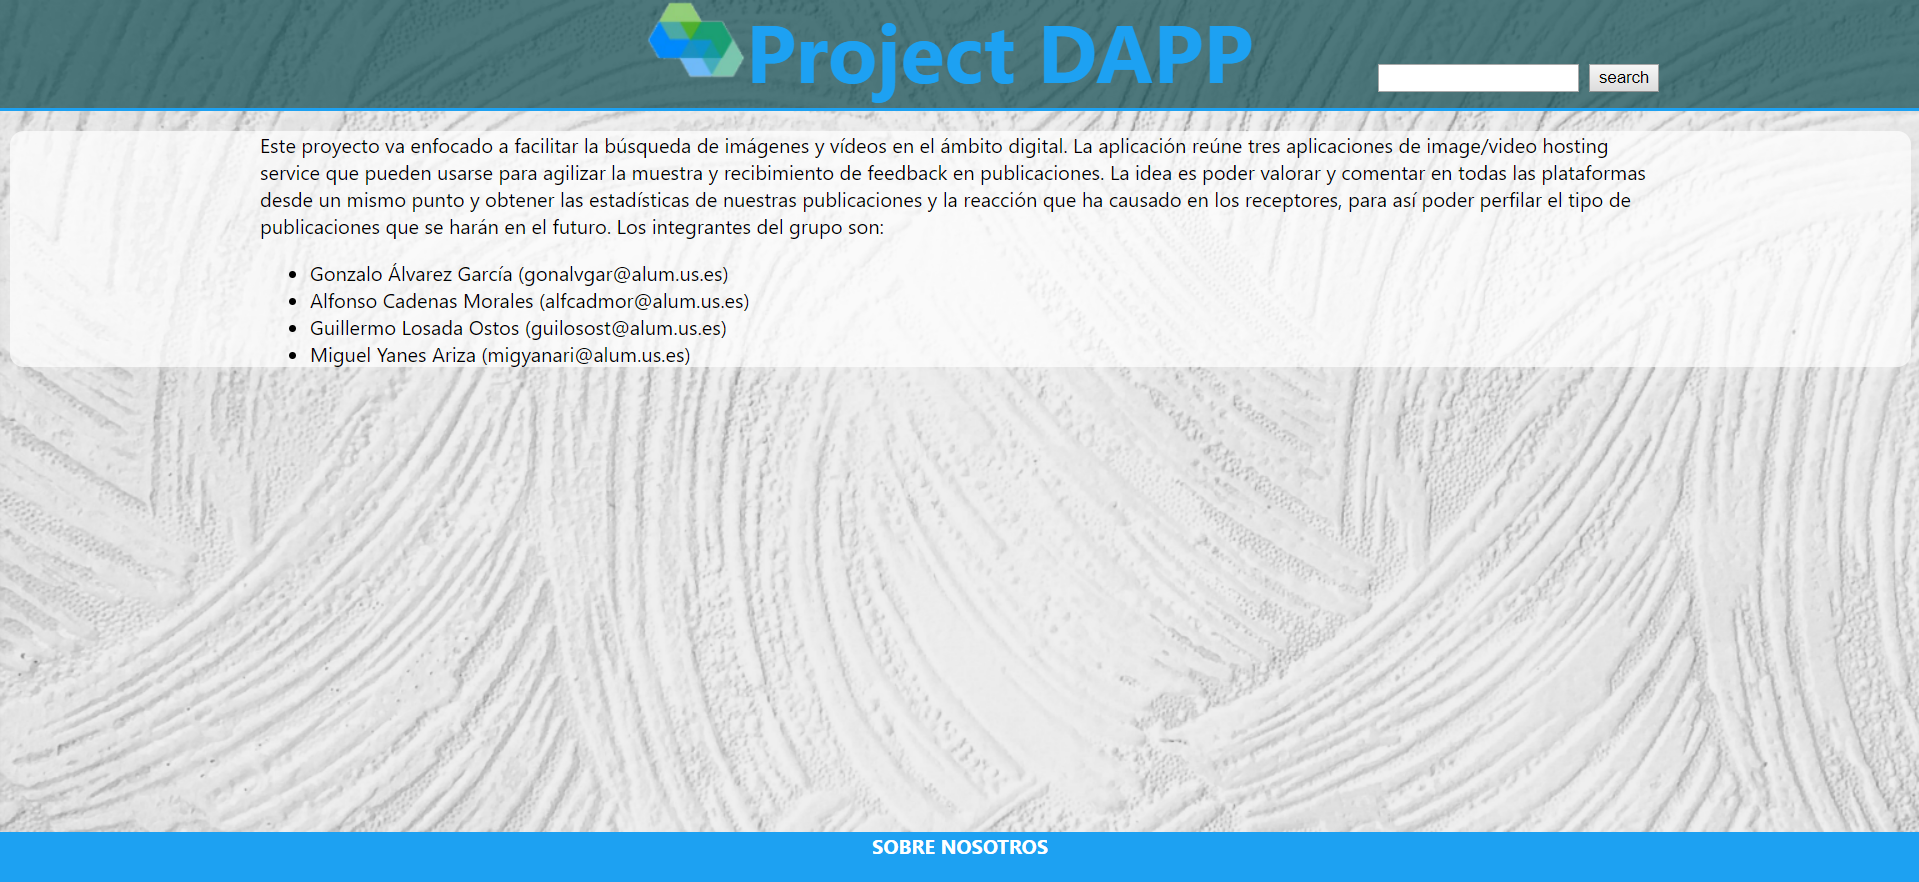 Project DAPP
search
Este proyecto va enfocado a facilitar la búsqueda de imágenes y vídeos en el ámbito digital. La aplicación reúne tres aplicaciones de image/video hosting
service que pueden usarse para agilizar la muestra y recibimiento de feedback en publicaciones. La idea es poder valorar y comentar en todas las plataformas
desde un mismo punto y obtener las estadísticas de nuestras publicaciones y la reacción que ha causado en los receptores, para así poder perfilar el tipo de
publicaciones que se harán en el futuro. Los integrantes del grupo son:
• Gonzalo Álvarez García (gonalvgar@alum.us.es)
• Alfonso Cadenas Morales (alfcadmor@alum.us.es)
• Guillermo Losada Ostos (guilosost@alum.us.es)
• Miguel Yanes Ariza (migyanari@alum.us.es)
SOBRE NOSOTROS